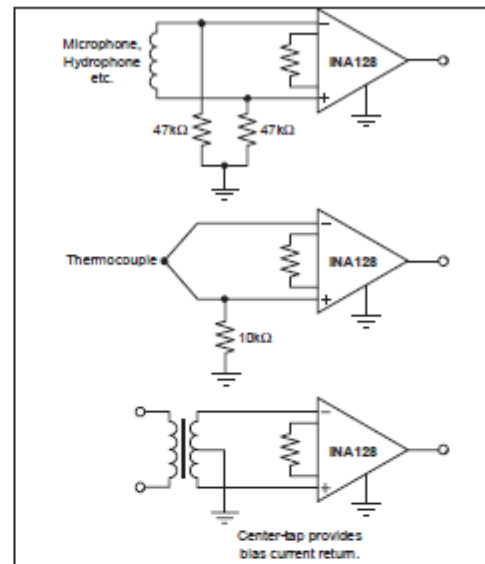 Microphone,
Hydrophone
etc.
−
INA128
+
47kΩ 47kΩ
−
Thermocouple
INA128
+
10kΩ
−
INA128
+
Center-tap provides
bias current return.